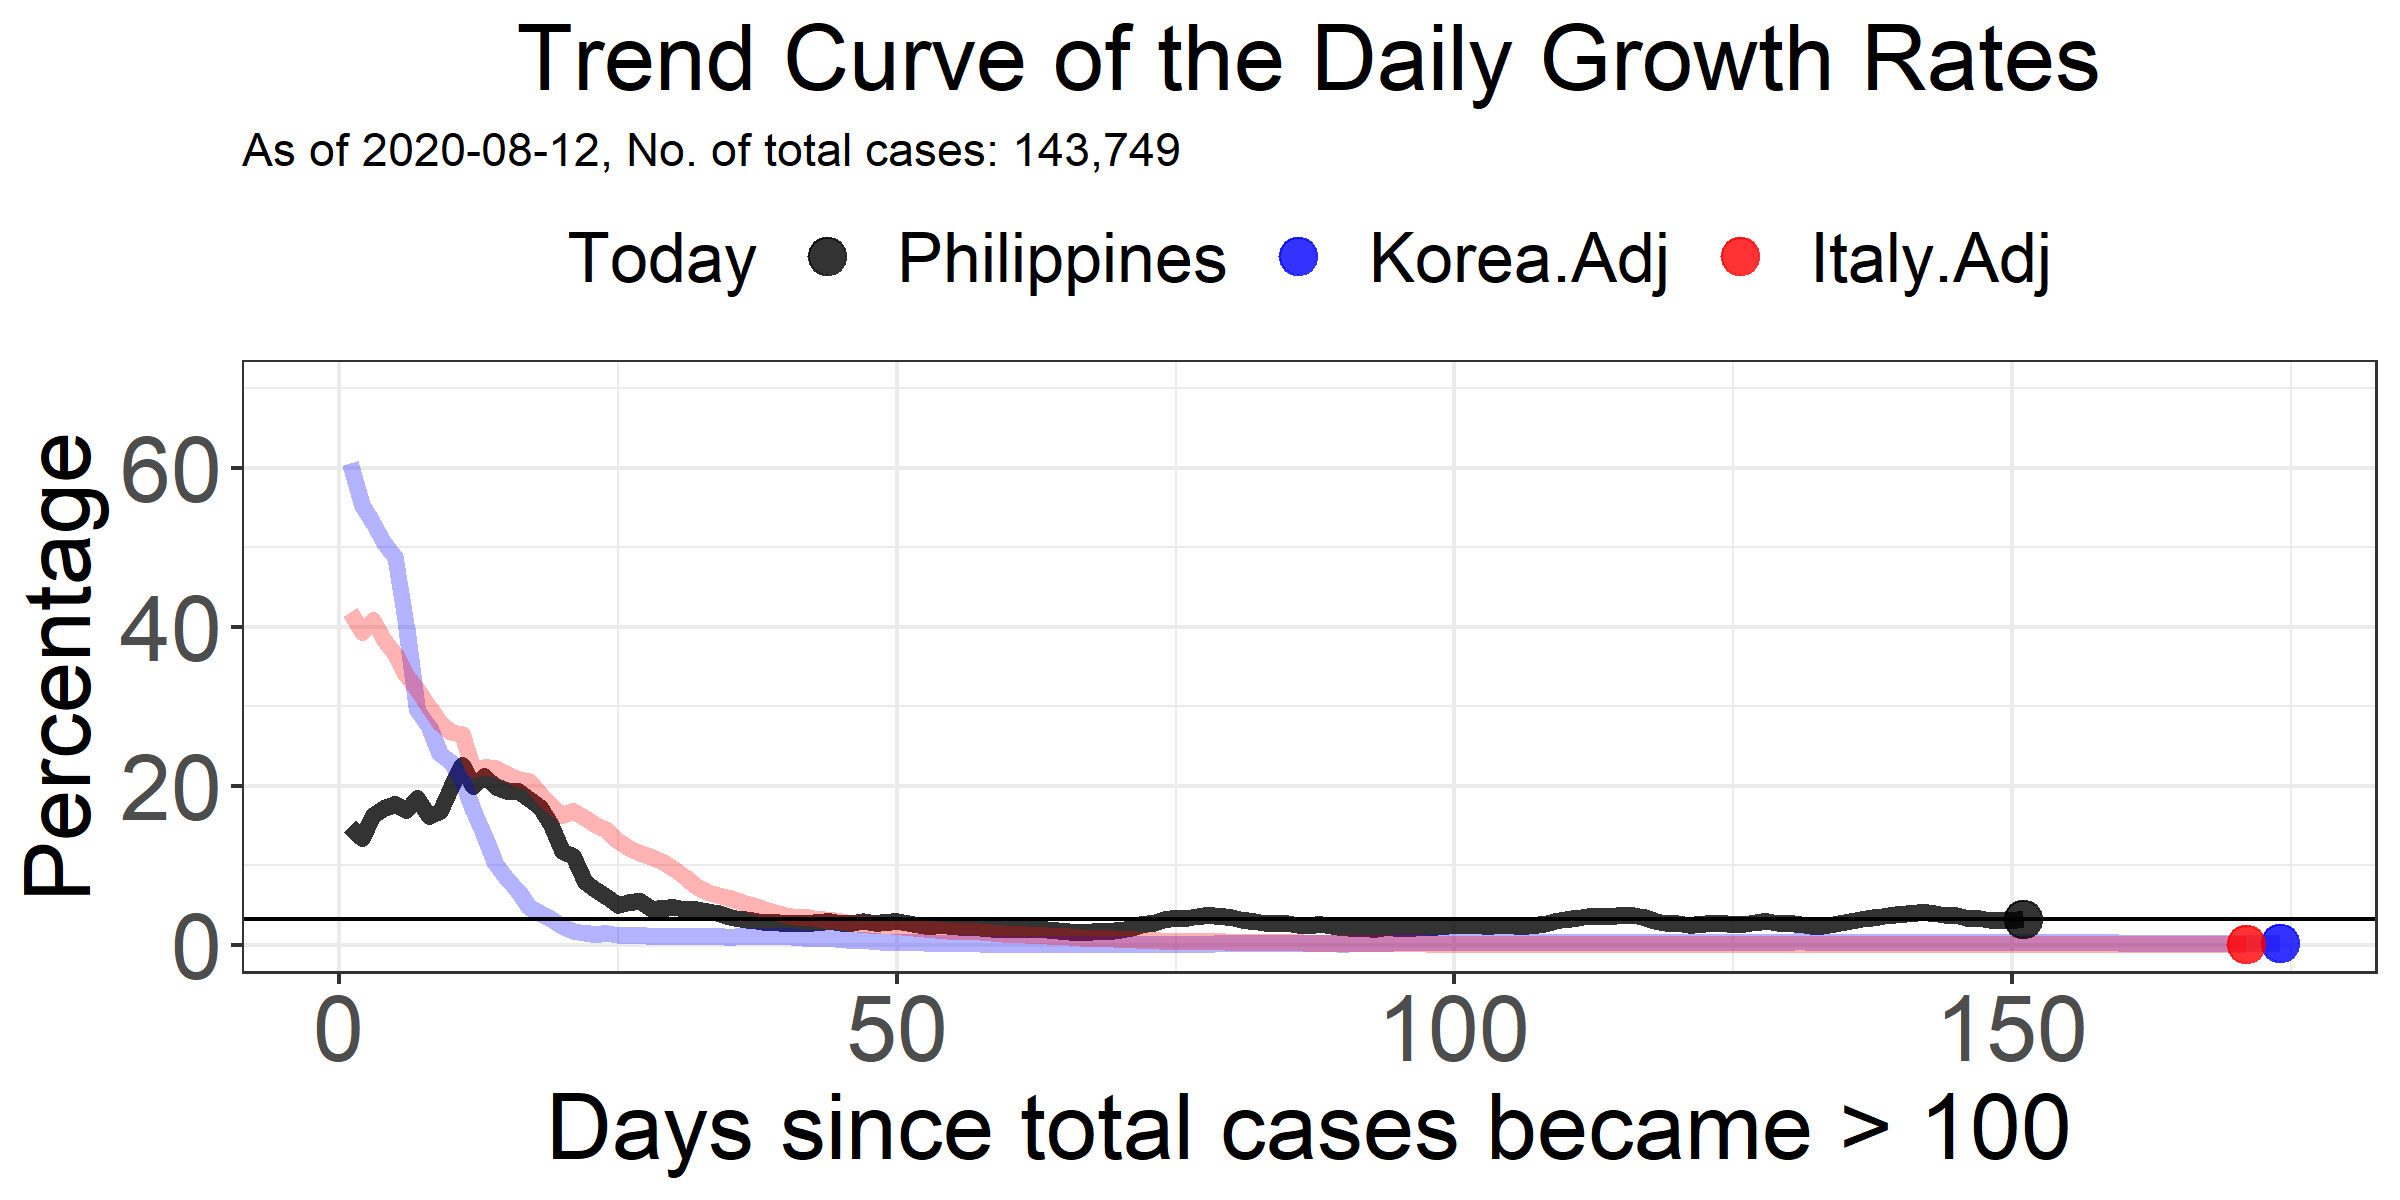 Trend Curve of the Daily Growth Rates
As of 2020-08-12, No. of total cases: 143,749
Today Philippines Korea.Adj Italy.Adj
Percentage
60
40
20
0
0 50 100 150
Days since total cases became > 100